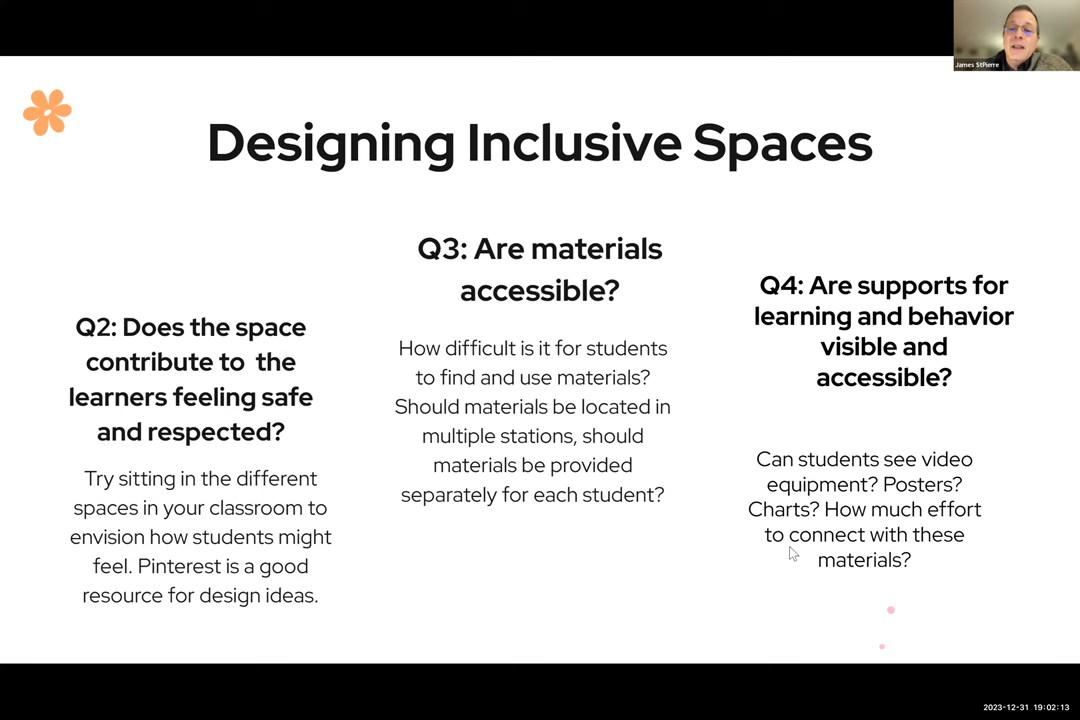 James StPierre
Designing Inclusive Spaces
Q2: Does the space
contribute to the
learners feeling safe
and respected?
Try sitting in the different
spaces in your classroom to
envision how students might
feel. Pinterest is a good
resource for design ideas.
Q3: Are materials
accessible?
How difficult is it for students
to find and use materials?
Should materials be located in
multiple stations, should
materials be provided
separately for each student?
Q4: Are supports for
learning and behavior
visible and
accessible?
Can students see video
equipment? Posters?
Charts? How much effort
to connect with these
materials?
2023-12-31 19:02:13